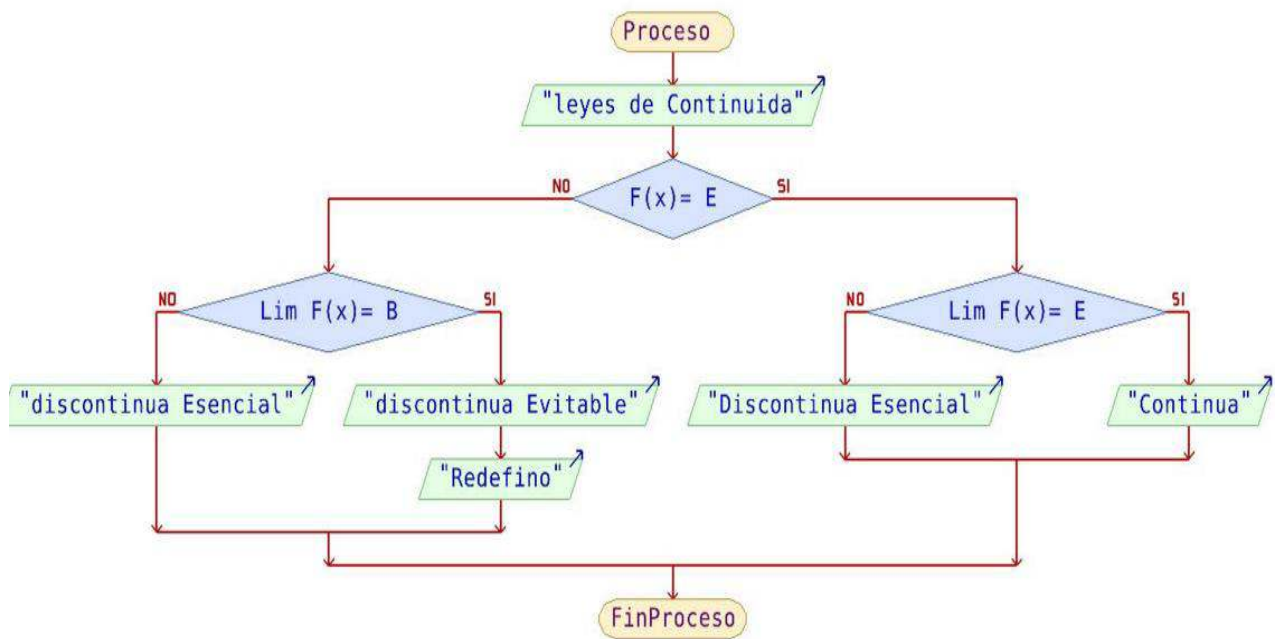 Proceso
"leyes de Continuida"
NO
F(x)= E
SI
NO
Lim F(x)= B
SI
NO
Lim F(x)= E
SI
"discontinua Esencial"
"discontinua Evitable"
"Discontinua Esencial"
"Continua"
"Redefino"
FinProceso